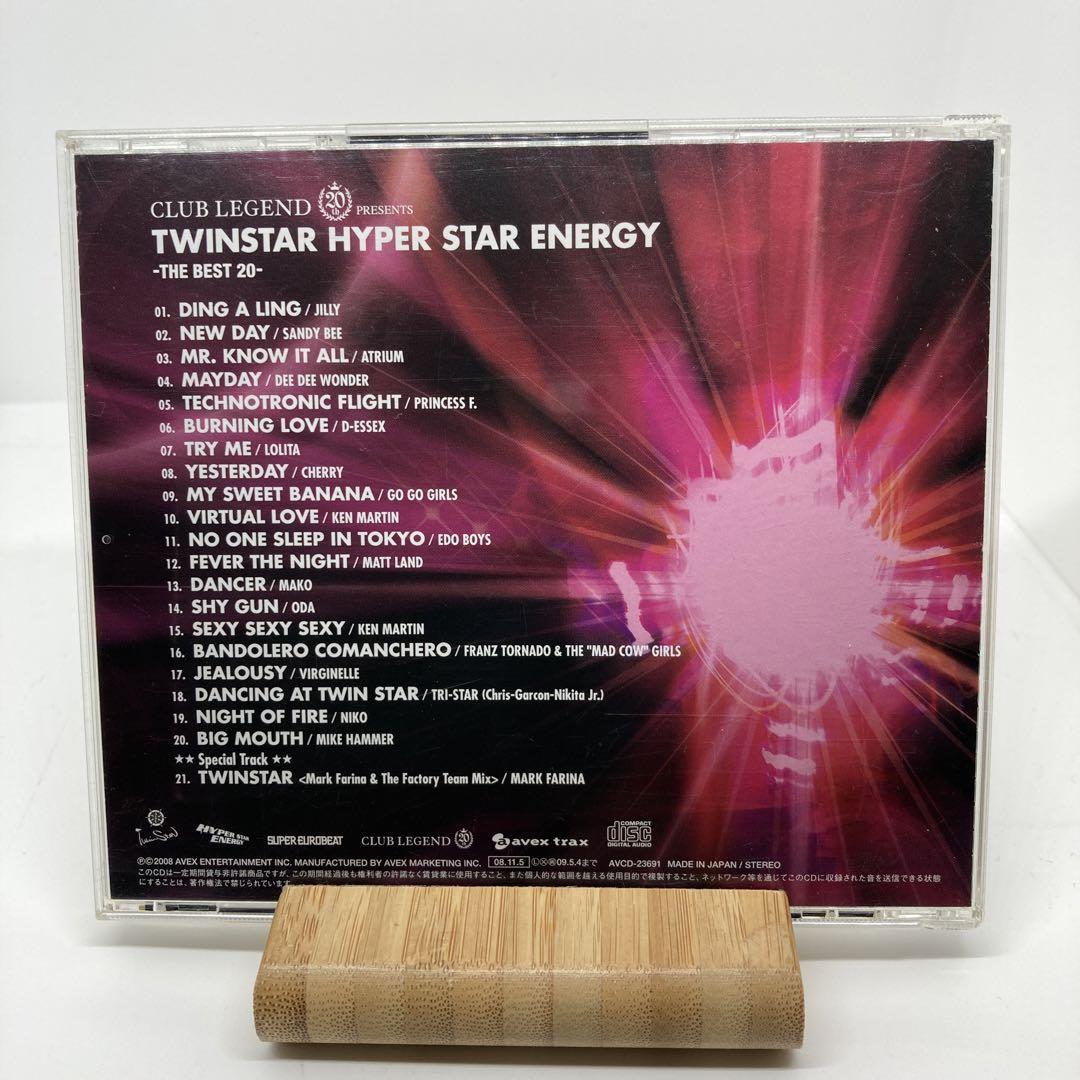 CLUB LEGEND 20th PRESENTS
TWINSTAR HYPER STAR ENERGY
-THE BEST 20-
01. DING A LING / JILLY
02. NEW DAY / SANDY BEE
03. MR. KNOW IT ALL / ATRIUM
04. MAYDAY / DEE DEE WONDER
05. TECHNOTRONIC FLIGHT / PRINCESS F.
06. BURNING LOVE / D-ESSEX
07. TRY ME / LOLITA
08. YESTERDAY / CHERRY
09. MY SWEET BANANA / GO GO GIRLS
10. VIRTUAL LOVE / KEN MARTIN
11. NO ONE SLEEP IN TOKYO / EDO BOYS
12. FEVER THE NIGHT / MATT LAND
13. DANCER / MAKO
14. SHY GUN / ODA
15. SEXY SEXY SEXY / KEN MARTIN
16. BANDOLERO COMANCHERO / FRANZ TORNADO & THE "MAD COW" GIRLS
17. JEALOUSY / VIRGINELLE
18. DANCING AT TWIN STAR / TRI-STAR (Chris-Garcon-Nikita Jr.)
19. NIGHT OF FIRE / NIKO
20. BIG MOUTH / MIKE HAMMER
★★ Special Track ★★
21. TWINSTAR <Mark Farina & The Factory Team Mix> / MARK FARINA
Twin Star HYPER STAR ENERGY SUPER EUROBEAT CLUB LEGEND 20th avex trax COMPACT disc DIGITAL AUDIO
ⓅⒸ2008 AVEX ENTERTAINMENT INC. MANUFACTURED BY AVEX MARKETING INC. 08.11.5 Ⓛ Ⓧ 09.5.4まで AVCD-23691 MADE IN JAPAN / STEREO
このCDは一定期間貸与非許諾商品ですが、この期間経過後も権利者の許諾なく賃貸業に使用すること、また個人的な範囲を越える使用目的で複製すること、ネットワーク等を通じてこのCDに収録された音を送信できる状態
にすることは、著作権法で禁じられています。